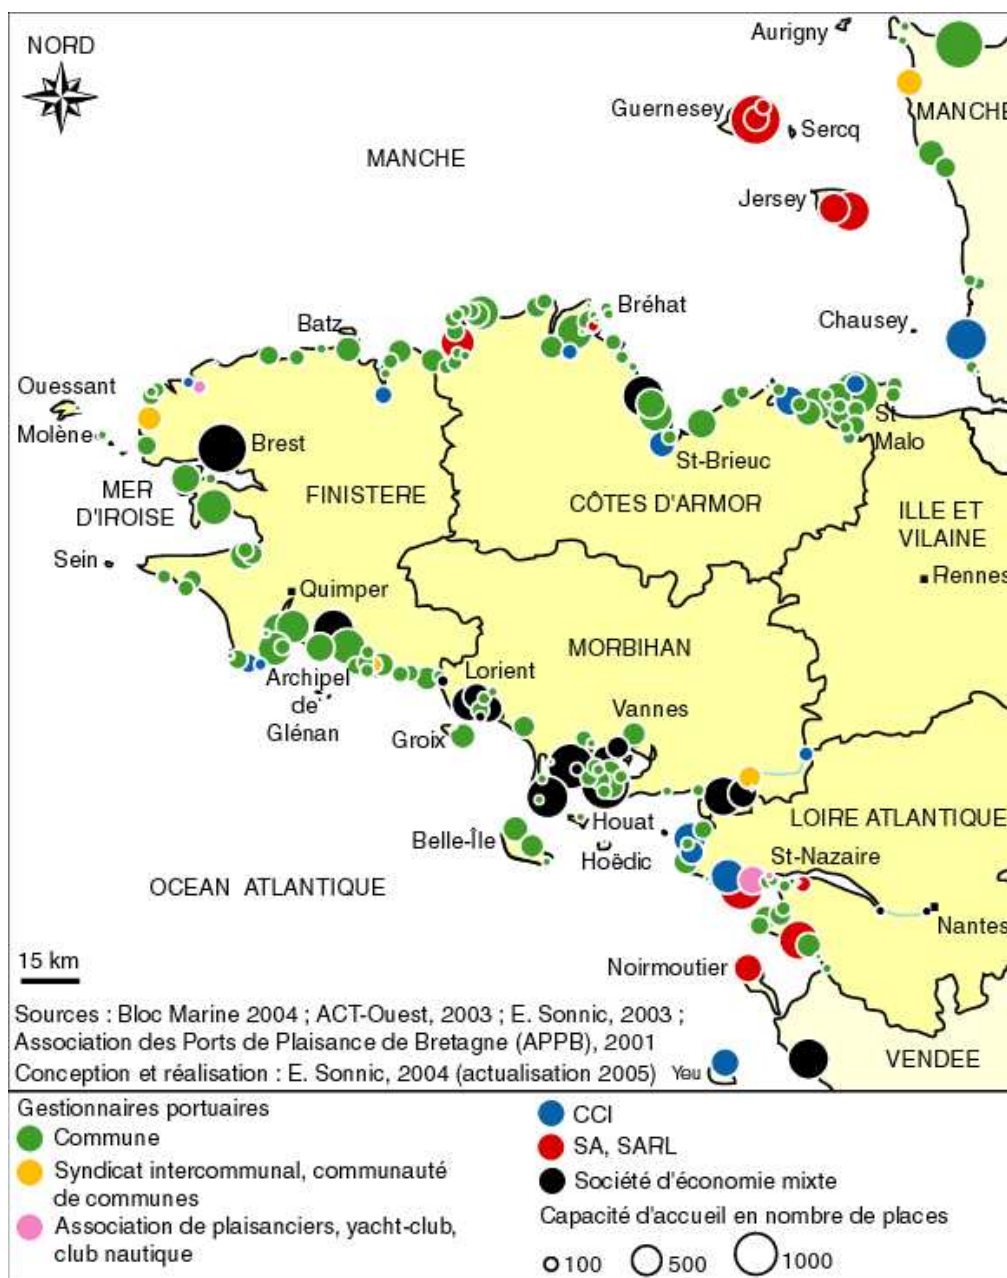 NORD
Aurigny
Guernesey
Sercq
MANCHE
MANCHE
Jersey
Bréhat
Chausey
Batz
Ouessant
Molène
Brest
St-Brieuc
St
Malo
MER
D'IROISE
FINISTERE
CÔTES D'ARMOR
ILLE ET
VILAINE
Sein
Quimper
Rennes
MORBIHAN
Lorient
Archipel
de
Glénan
Vannes
Groix
Belle-Île
Houat
Hoëdic
LOIRE ATLANTIQUE
St-Nazaire
OCEAN ATLANTIQUE
Nantes
15 km
Noirmoutier
Sources : Bloc Marine 2004 ; ACT-Ouest, 2003 ; E. Sonnic, 2003 ;
Association des Ports de Plaisance de Bretagne (APPB), 2001
Conception et réalisation : E. Sonnic, 2004 (actualisation 2005)
Yeu
VENDEE
Gestionnaires portuaires
Commune
Syndicat intercommunal, communauté
de communes
Association de plaisanciers, yacht-club,
club nautique
CCI
SA, SARL
Société d'économie mixte
Capacité d'accueil en nombre de places
100 500 1000